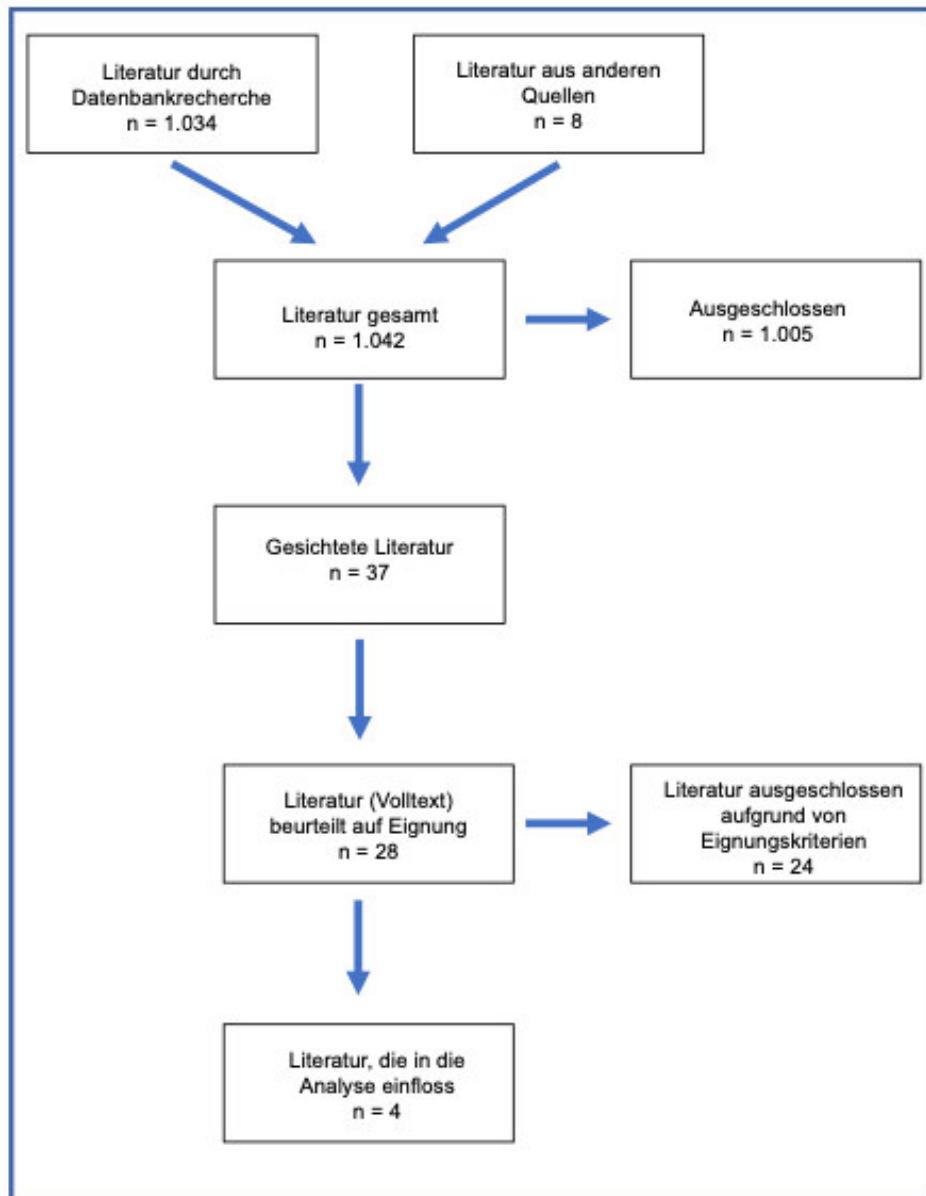 Literatur durch
Datenbankrecherche
n = 1.034
Literatur aus anderen
Quellen
n = 8
Literatur gesamt
n = 1.042
Ausgeschlossen
n = 1.005
Gesichtete Literatur
n = 37
Literatur (Volltext)
beurteilt auf Eignung
n = 28
Literatur ausgeschlossen
aufgrund von
Eignungskriterien
n = 24
Literatur, die in die
Analyse einfloss
n = 4